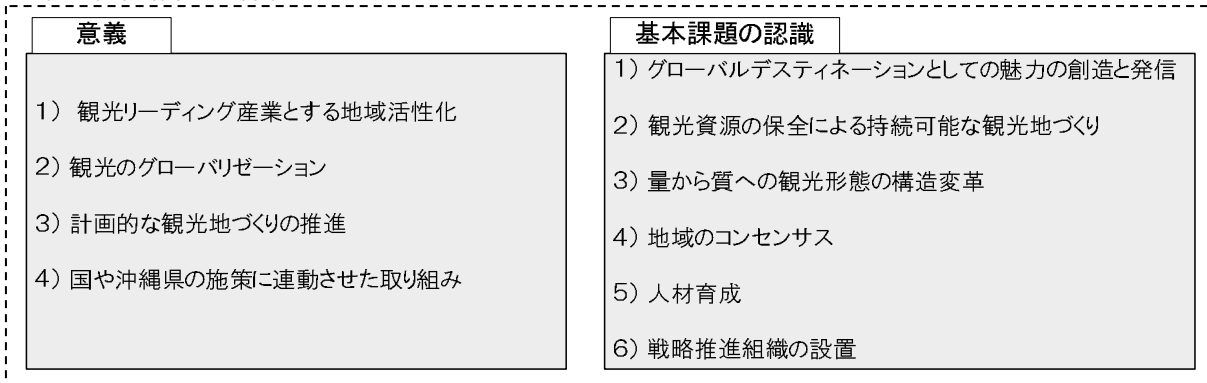 意義
1） 観光リーディング産業とする地域活性化
2）観光のグローバリゼーション
3）計画的な観光地づくりの推進
4）国や沖縄県の施策に連動させた取り組み
基本課題の認識
1）グローバルデスティネーションとしての魅力の創造と発信
2）観光資源の保全による持続可能な観光地づくり
3）量から質への観光形態の構造変革
4）地域のコンセンサス
5）人材育成
6）戦略推進組織の設置